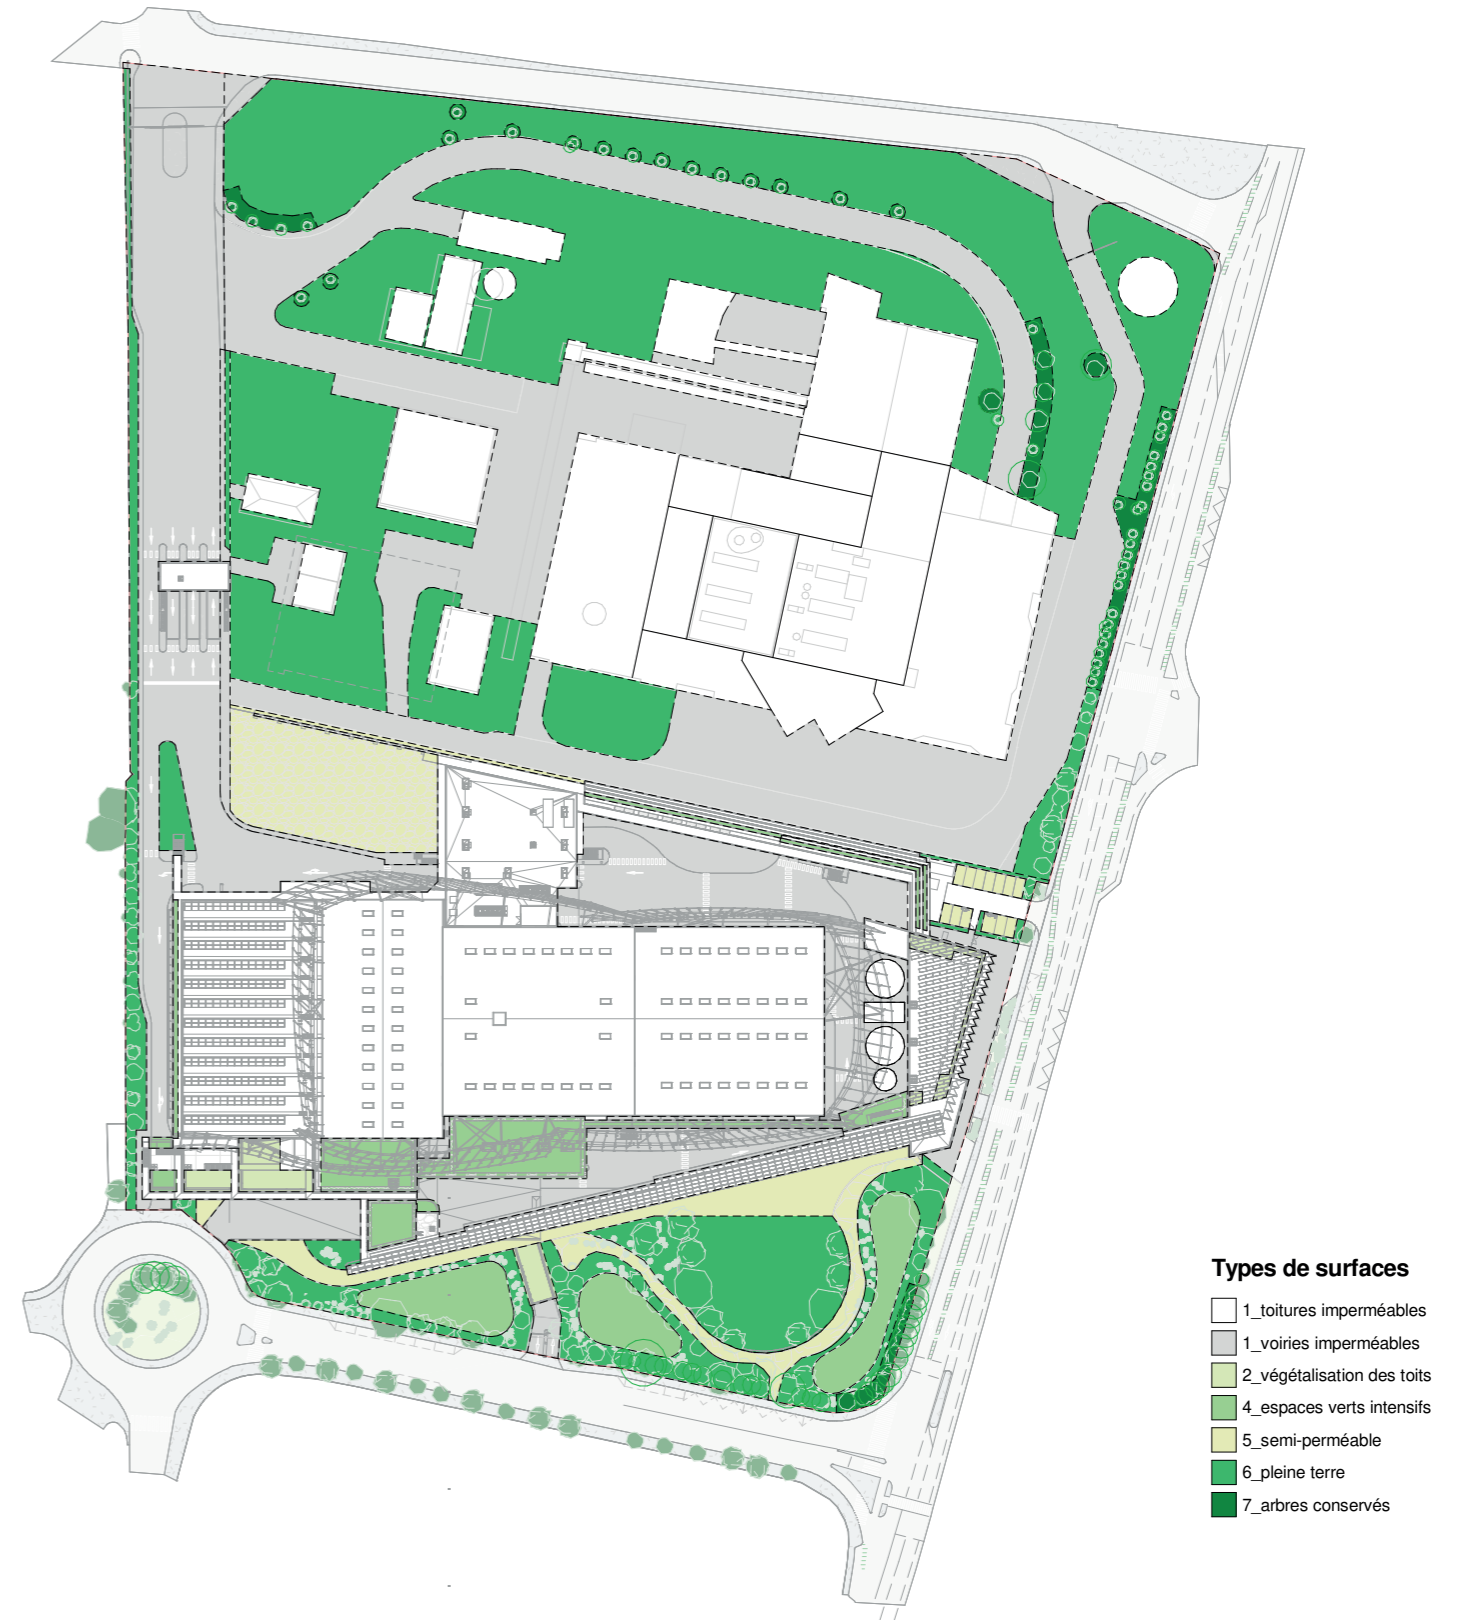 Types de surfaces
1_toitures imperméables
1_voiries imperméables
2_végétalisation des toits
4_espaces verts intensifs
5_semi-perméable
6_pleine terre
7_arbres conservés